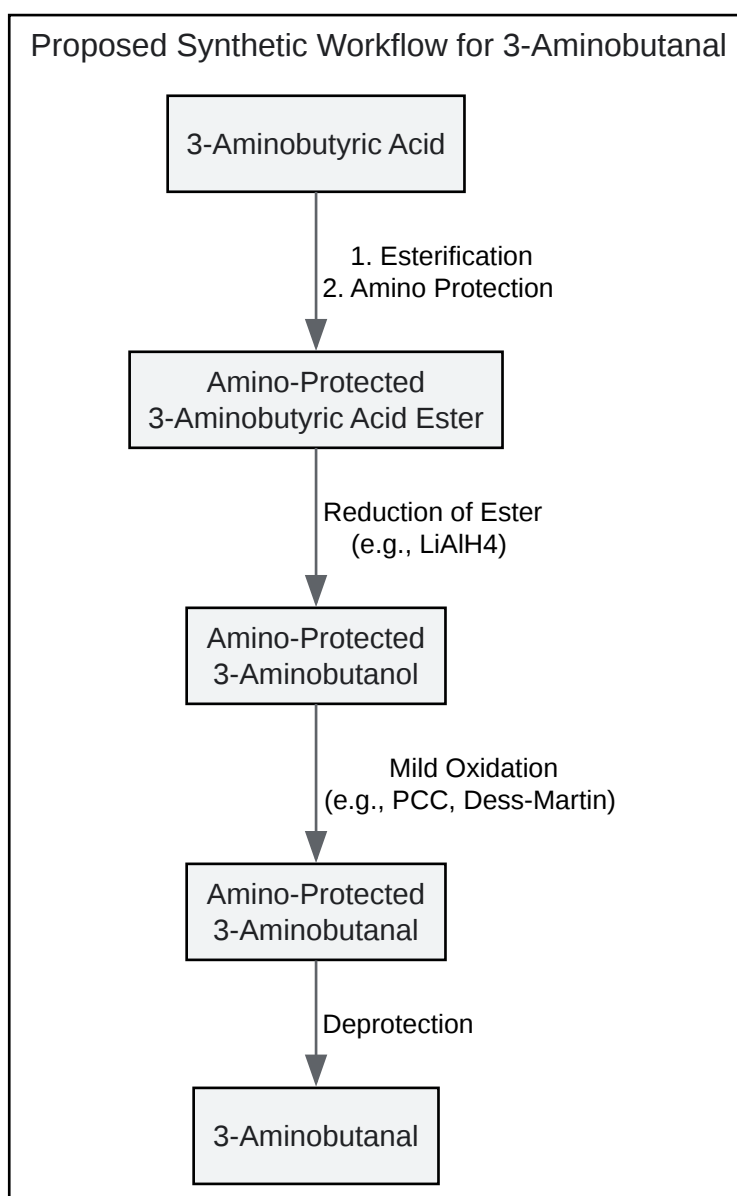 Proposed Synthetic Workflow for 3-Aminobutanal
3-Aminobutyric Acid
1. Esterification
2. Amino Protection
Amino-Protected
3-Aminobutyric Acid Ester
Reduction of Ester
(e.g., LiAlH4)
Amino-Protected
3-Aminobutanol
Mild Oxidation
(e.g., PCC, Dess-Martin)
Amino-Protected
3-Aminobutanal
Deprotection
3-Aminobutanal